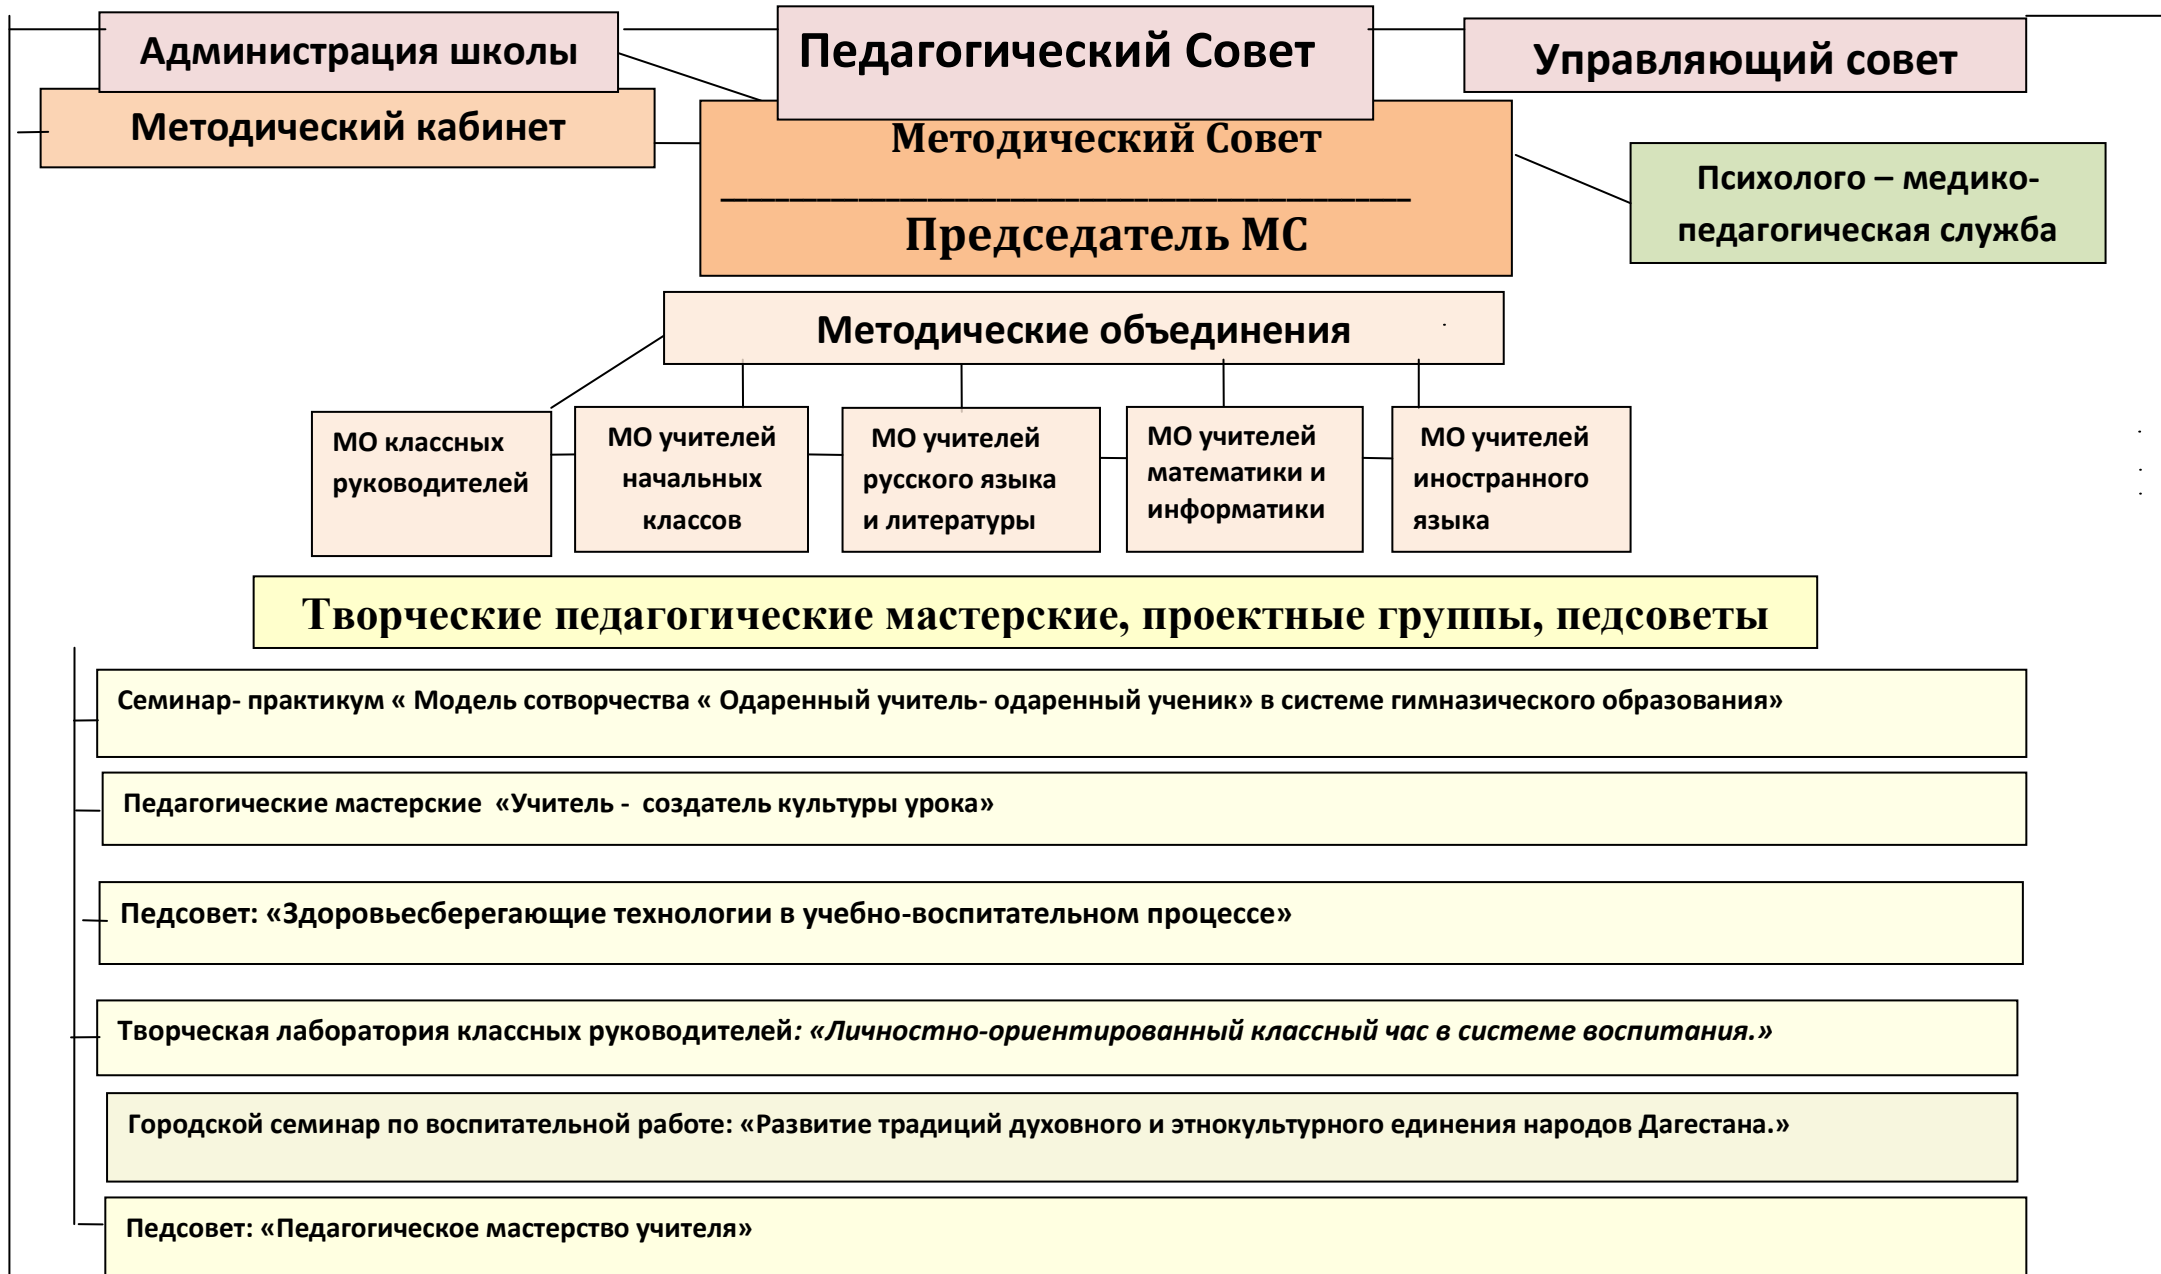 Администрация школы
Педагогический Совет
Управляющий совет
Методический кабинет
Методический Совет
Председатель МС
Психолого – медико-
педагогическая служба
Методические объединения
МО классных
руководителей
МО учителей
начальных
классов
МО учителей
русского языка
и литературы
МО учителей
математики и
информатики
МО учителей
иностранного
языка
Творческие педагогические мастерские, проектные группы, педсоветы
Семинар- практикум « Модель сотворчества « Одаренный учитель- одаренный ученик» в системе гимназического образования»
Педагогические мастерские «Учитель - создатель культуры урока»
Педсовет: «Здоровьесберегающие технологии в учебно-воспитательном процессе»
Творческая лаборатория классных руководителей: «Личностно-ориентированный классный час в системе воспитания.»
Городской семинар по воспитательной работе: «Развитие традиций духовного и этнокультурного единения народов Дагестана.»
Педсовет: «Педагогическое мастерство учителя»